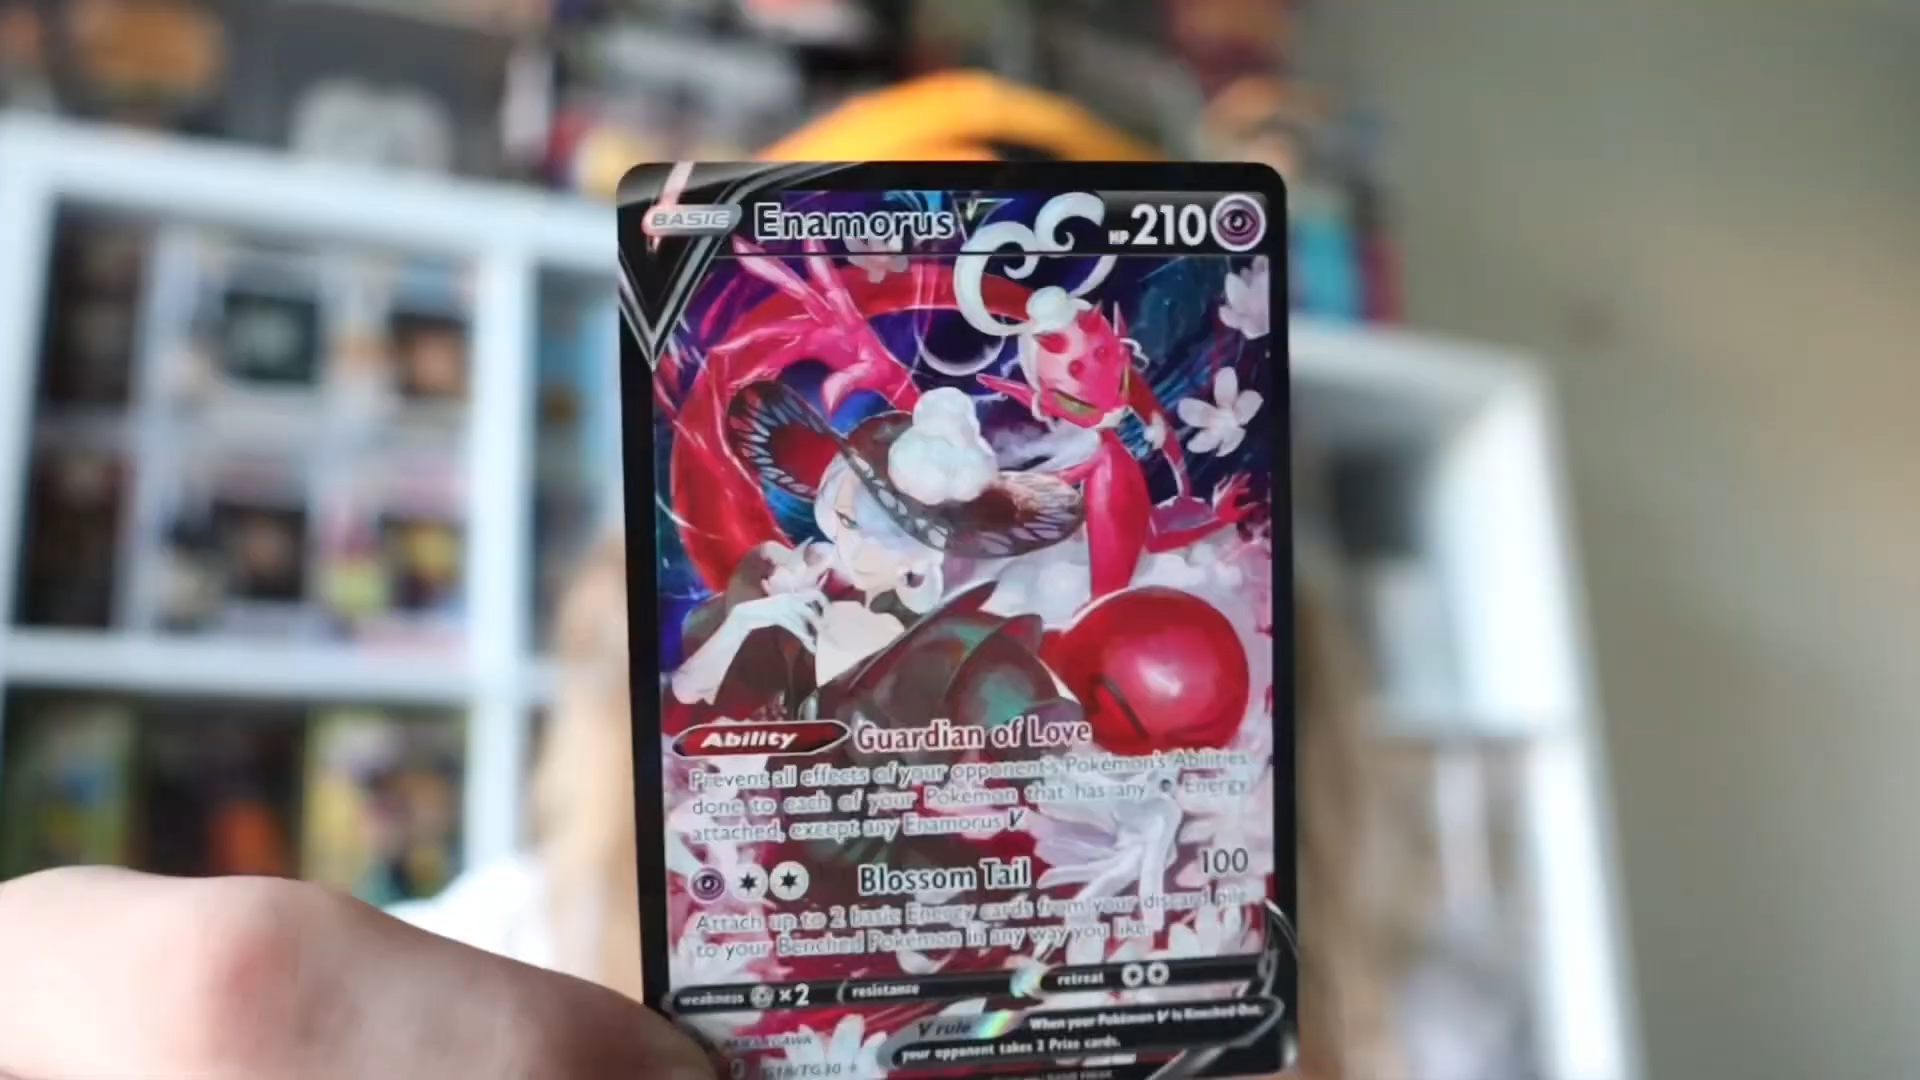 BASIC Enamorus V HP 210
Ability Guardian of Love
Prevent all effects of your opponent's Pokémon's Abilities
done to each of your Pokémon that has any Energy
attached, except any Enamorus V
Blossom Tail 100
Attach up to 2 basic Energy cards from your discard pile
to your Benched Pokémon in any way you like.
weakness ×2 resistance retreat
V rule When your Pokémon V is Knocked Out,
your opponent takes 2 Prize cards.